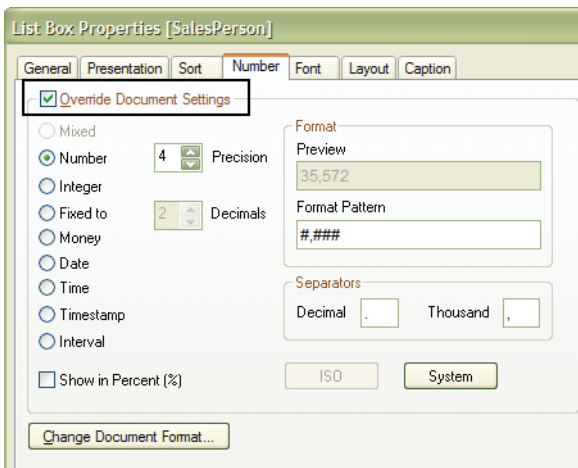 List Box Properties [SalesPerson]
General Presentation Sort Number Font Layout Caption
Override Document Settings
Mixed
Number 4 Precision
Integer
Fixed to 2 Decimals
Money
Date
Time
Timestamp
Interval
Show in Percent (%)
Format
Preview
35,572
Format Pattern
#,###
Separators
Decimal . Thousand ,
ISO System
Change Document Format...